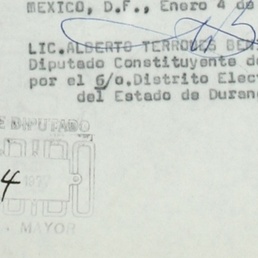 MEXICO, D.F., Enero 4 de
LIC. ALBERTO TERRONES BEN
Diputado Constituyente de
por el 6/o. Distrito Elect
del Estado de Durang
E DIPUTADO
4
MAYOR